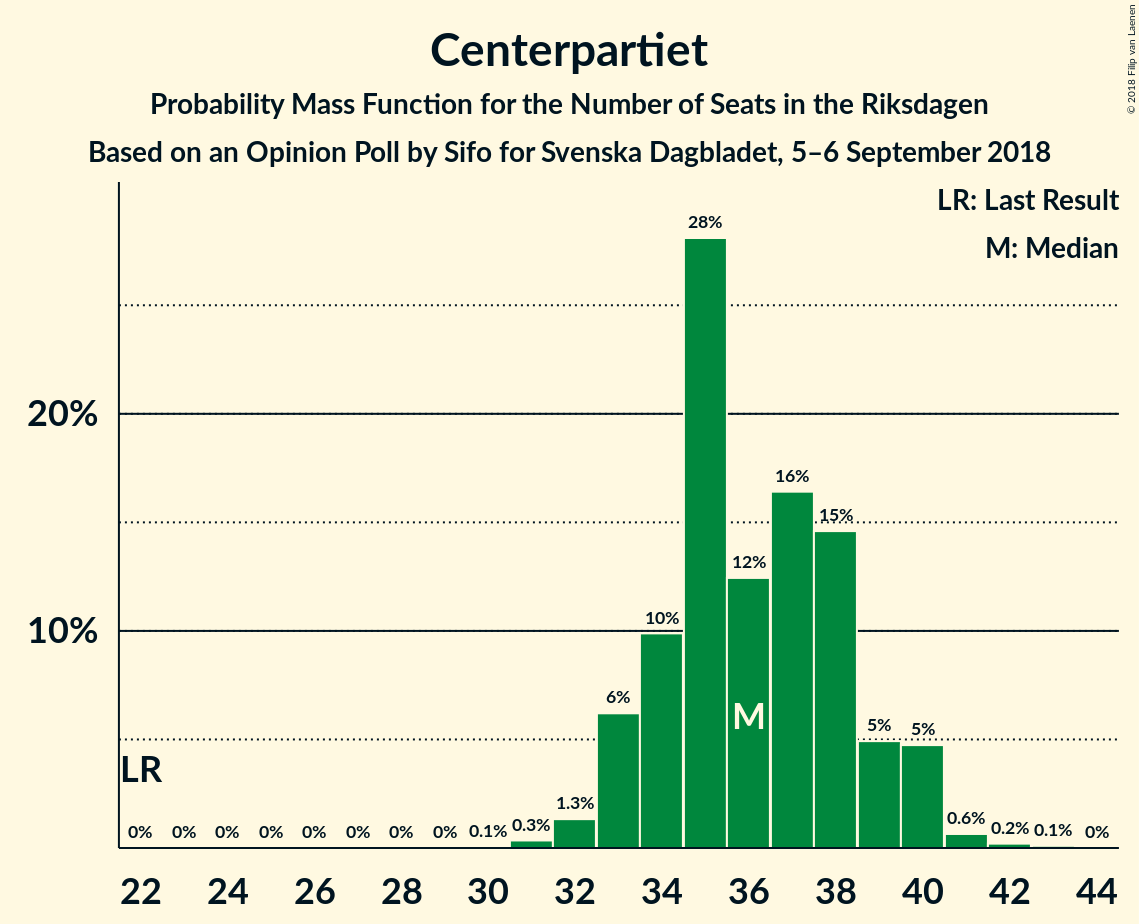 Centerpartiet
Probability Mass Function for the Number of Seats in the Riksdagen
Based on an Opinion Poll by Sifo for Svenska Dagbladet, 5–6 September 2018
© 2018 Filip van Laenen
LR: Last Result
M: Median
20%
10%
0% 0% 0% 0% 0% 0% 0% 0% 0.1% 0.3% 1.3% 6% 10% 28% 12% 16% 15% 5% 5% 0.6% 0.2% 0.1% 0%
LR
M
22 24 26 28 30 32 34 36 38 40 42 44